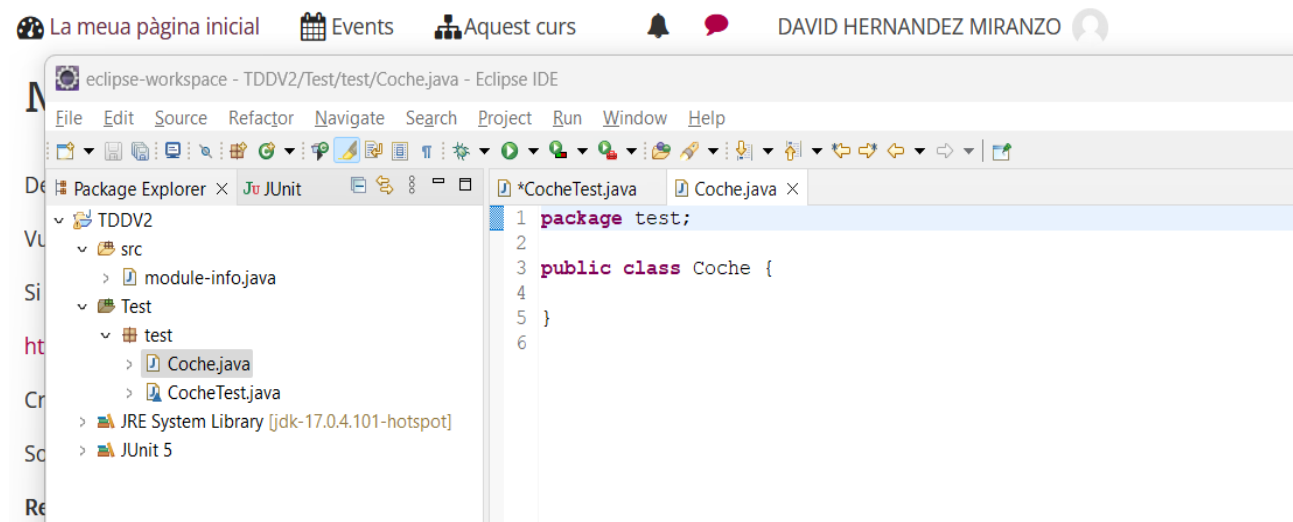 La meua pàgina inicial Events Aquest curs DAVID HERNANDEZ MIRANZO
eclipse-workspace - TDDV2/Test/test/Coche.java - Eclipse IDE
File Edit Source Refactor Navigate Search Project Run Window Help
Package Explorer JUnit *CocheTest.java Coche.java
TDDV2
src
module-info.java
Test
test
Coche.java
CocheTest.java
JRE System Library [jdk-17.0.4.101-hotspot]
JUnit 5
1 package test;
2
3 public class Coche {
4
5 }
6
De
Vu
Si
ht
Cr
So
Re